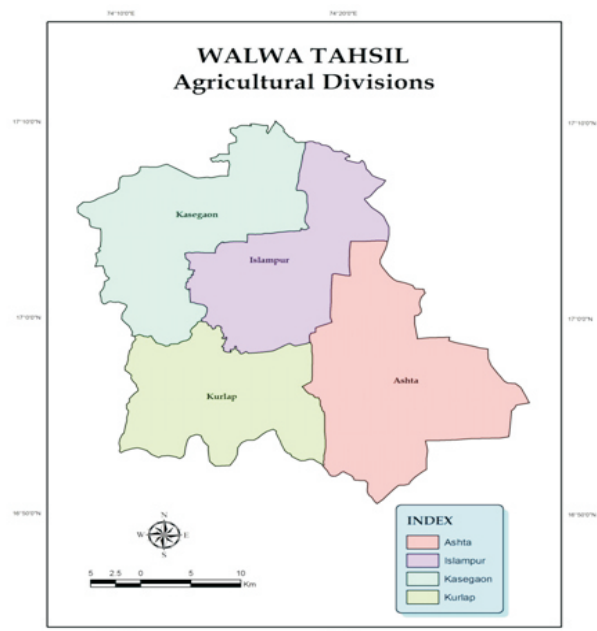 74°10'0"E 74°20'0"E
WALWA TAHSIL
Agricultural Divisions
17°10'0"N 17°10'0"N
Kasegaon
Islampur
17°0'0"N 17°0'0"N
Ashta
Kurlap
16°50'0"N 16°50'0"N
N
W E
S
INDEX
Ashta
Islampur
Kasegaon
Kurlap
5 2.5 0 5 10
Km